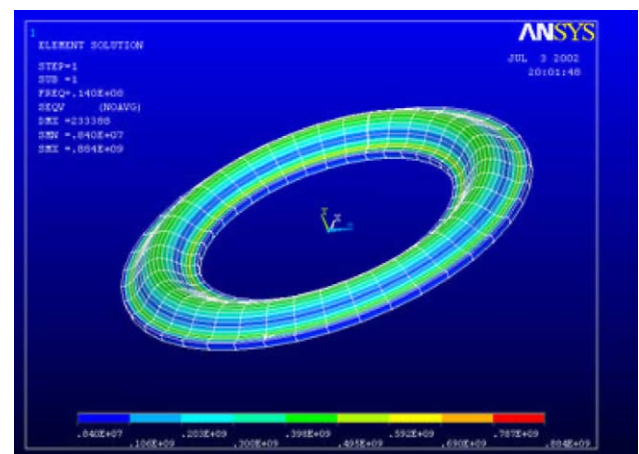 1
ELEMENT SOLUTION
STEP=1
SUB =1
FREQ=.140E+08
SEQV (NOAVG)
DMX =233388
SMN =.840E+07
SMX =.884E+09
ANSYS
JUL 3 2002
20:01:48
.840E+07 .203E+09 .398E+09 .592E+09 .787E+09
.106E+09 .300E+09 .495E+09 .690E+09 .884E+09